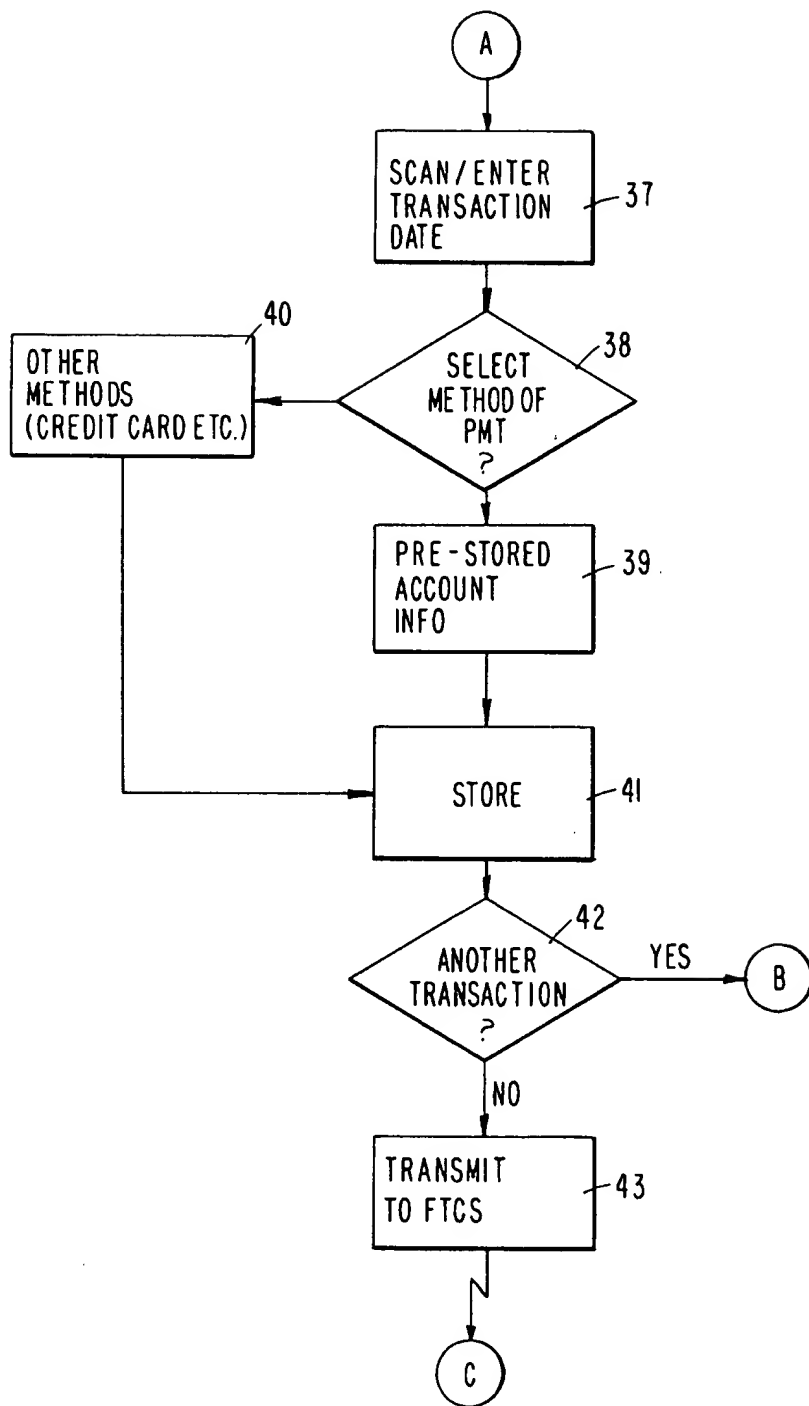 A
SCAN/ENTER
TRANSACTION
DATE
37
40
OTHER
METHODS
(CREDIT CARD ETC.)
38
SELECT
METHOD OF
PMT
?
PRE-STORED
ACCOUNT
INFO
39
STORE
41
42
ANOTHER
TRANSACTION
?
YES
B
NO
TRANSMIT
TO FTCS
43
C